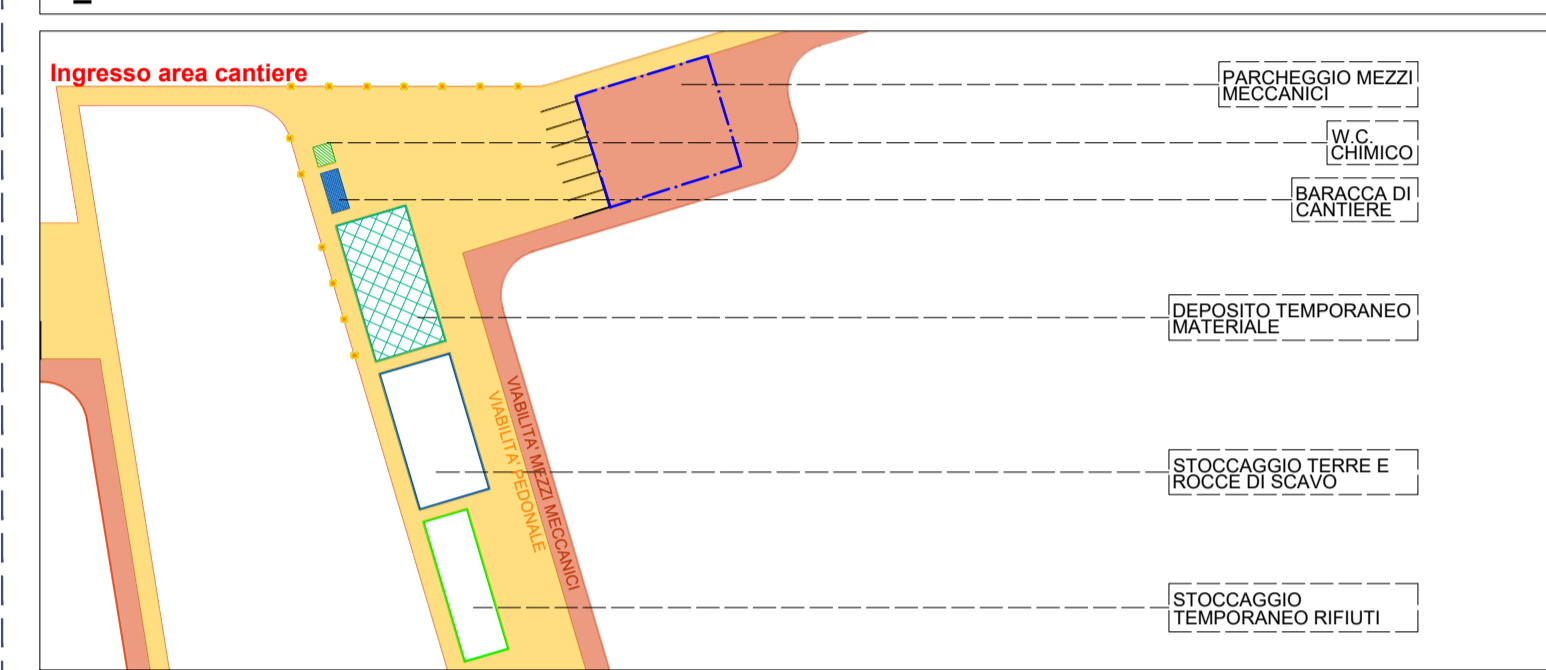 Ingresso area cantiere
PARCHEGGIO MEZZI
MECCANICI
W.C.
CHIMICO
BARACCA DI
CANTIERE
DEPOSITO TEMPORANEO
MATERIALE
VIABILITA' MEZZI MECCANICI
VIABILITA' PEDONALE
STOCCAGGIO TERRE E
ROCCE DI SCAVO
STOCCAGGIO
TEMPORANEO RIFIUTI